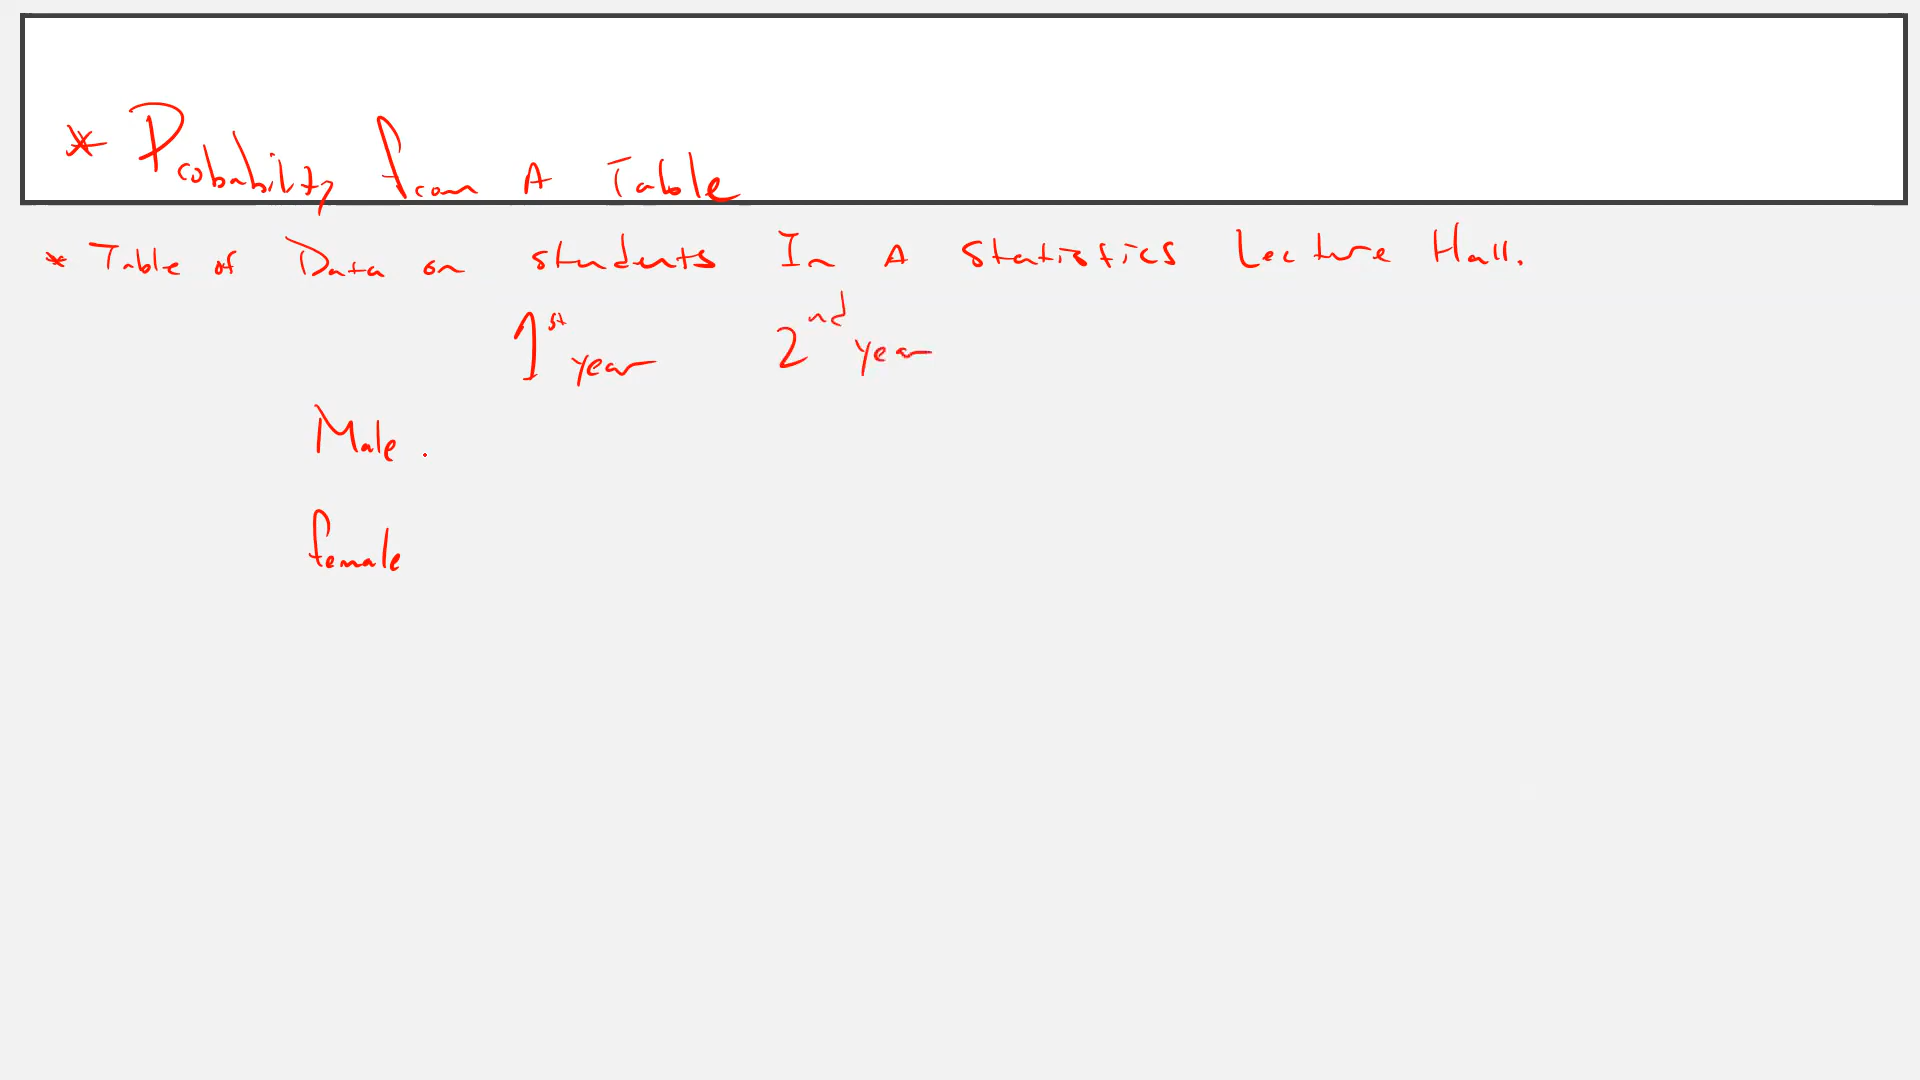 * Probability from A Table
* Table of Data on students In A Statistics Lecture Hall.
1st year 2nd year
Male
female